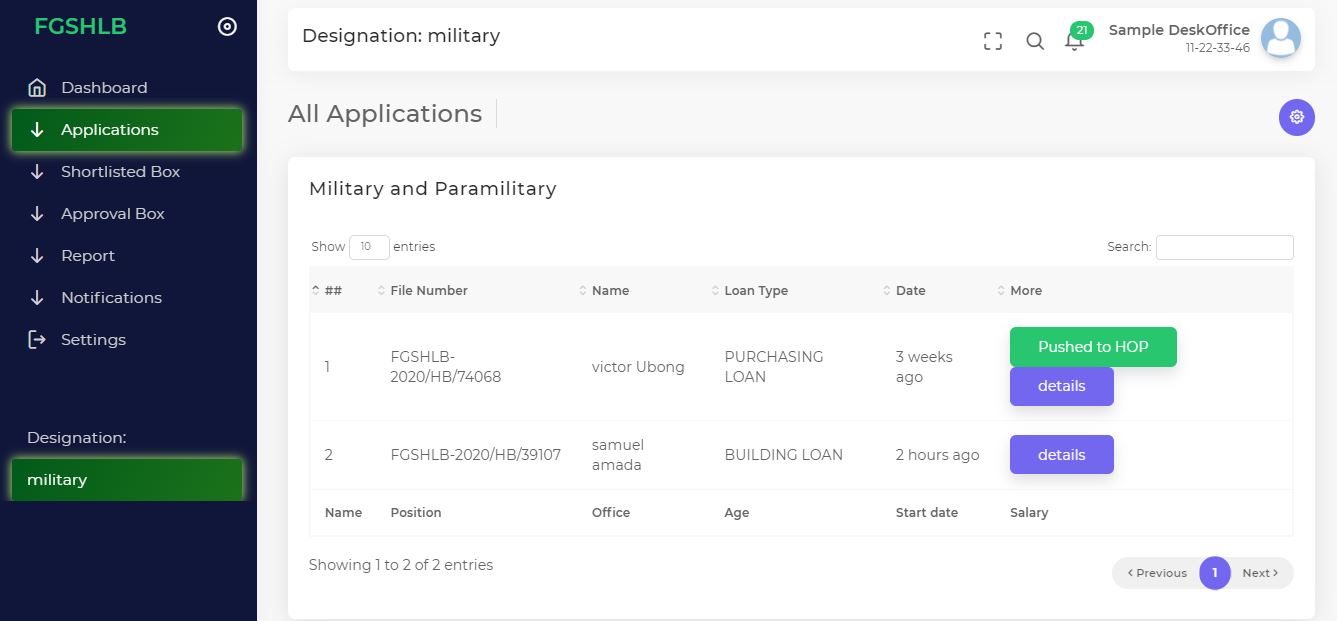 FGSHLB
Dashboard
Applications
Shortlisted Box
Approval Box
Report
Notifications
Settings
Designation:
military
Designation: military
21
Sample DeskOffice
11-22-33-46
All Applications
Military and Paramilitary
Show 10 entries
Search:
## File Number Name Loan Type Date More
1 FGSHLB-2020/HB/74068 victor Ubong PURCHASING LOAN 3 weeks ago Pushed to HOP details
2 FGSHLB-2020/HB/39107 samuel amada BUILDING LOAN 2 hours ago details
Name Position Office Age Start date Salary
Showing 1 to 2 of 2 entries
Previous 1 Next